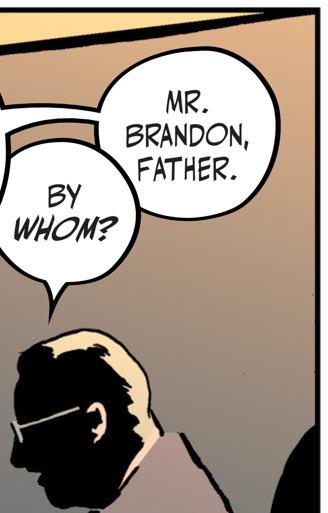 MR.
BRANDON,
FATHER.
BY
WHOM?